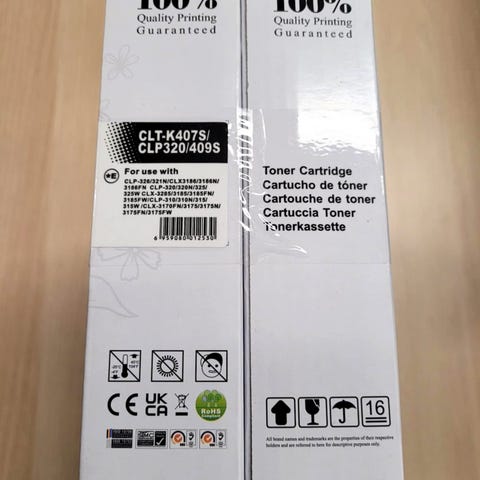 100%
Quality Printing
Guaranteed
CLT-K407S/
CLP320/409S
*E
For use with
CLP-326/321N/CLX3186/3186N/
3186FN CLP-320/320N/325/
325W CLX-3285/3185/3185FN/
3185FW/CLP-310/310N/315/
315W /CLX-3170FN/3175/3175N/
3175FN/3175FW
6 959080 012530
CE
UK
CA
RoHS
100%
Quality Printing
Guaranteed
Toner Cartridge
Cartucho de tóner
Cartouche de toner
Cartuccia Toner
Tonerkassette
16
All brand names and trademarks are the properties of their respective
holders and are referred to here for descriptive purposes only.